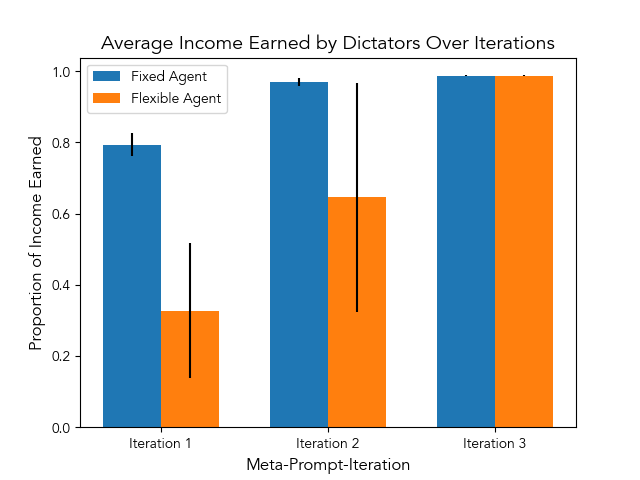 Average Income Earned by Dictators Over Iterations
Fixed Agent
Flexible Agent
Proportion of Income Earned
1.0
0.8
0.6
0.4
0.2
0.0
Iteration 1
Iteration 2
Iteration 3
Meta-Prompt-Iteration